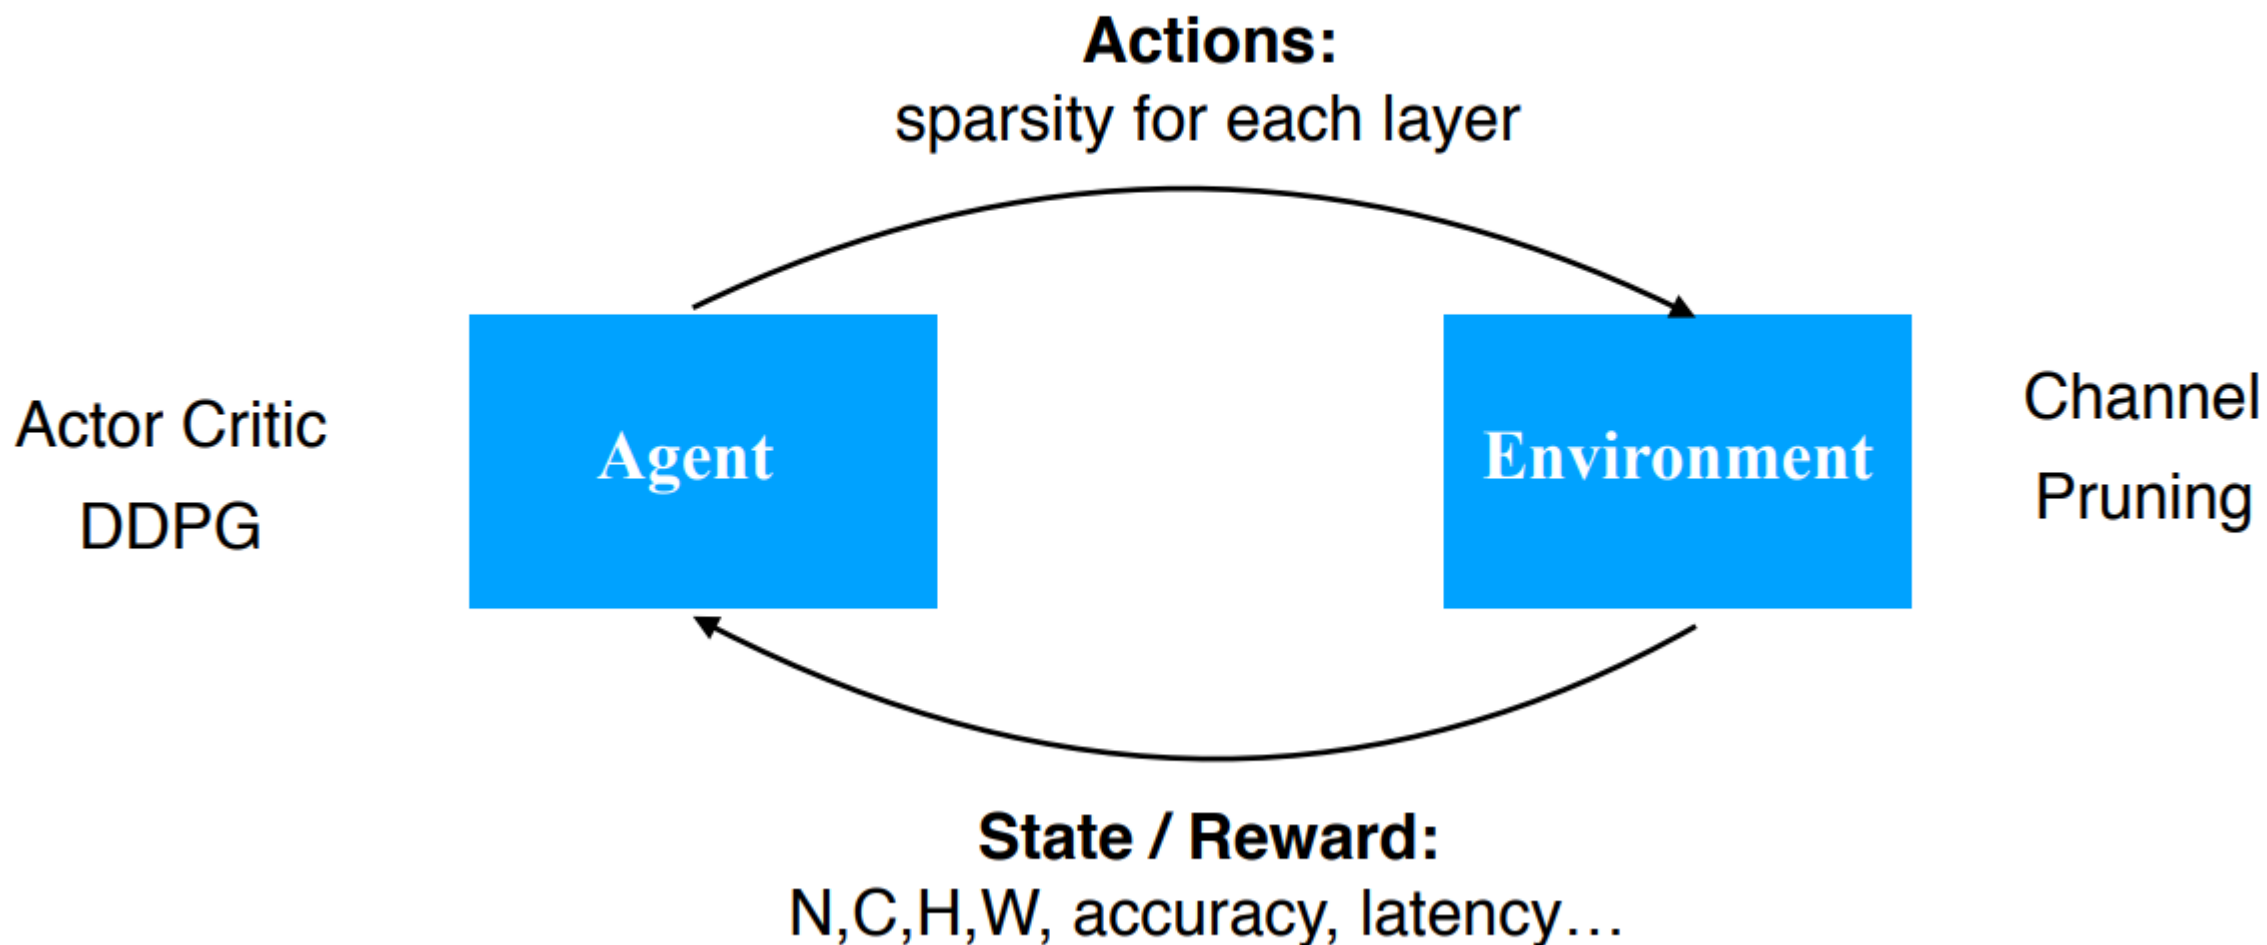 Actions:
sparsity for each layer
Actor Critic
DDPG
Agent
Environment
Channel
Pruning
State / Reward:
N,C,H,W, accuracy, latency…